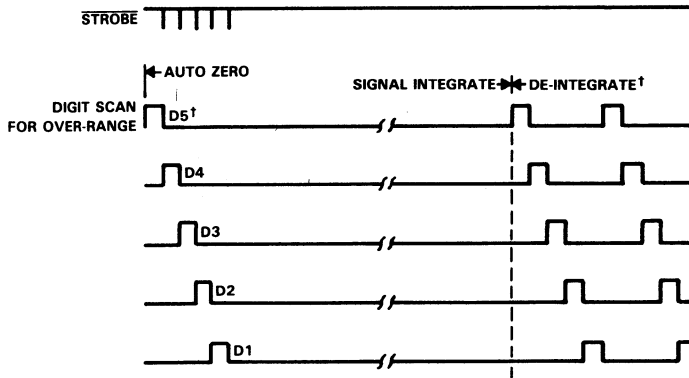 STROBE
AUTO ZERO
SIGNAL INTEGRATE DE-INTEGRATE†
DIGIT SCAN
FOR OVER-RANGE
D5†
D4
D3
D2
D1